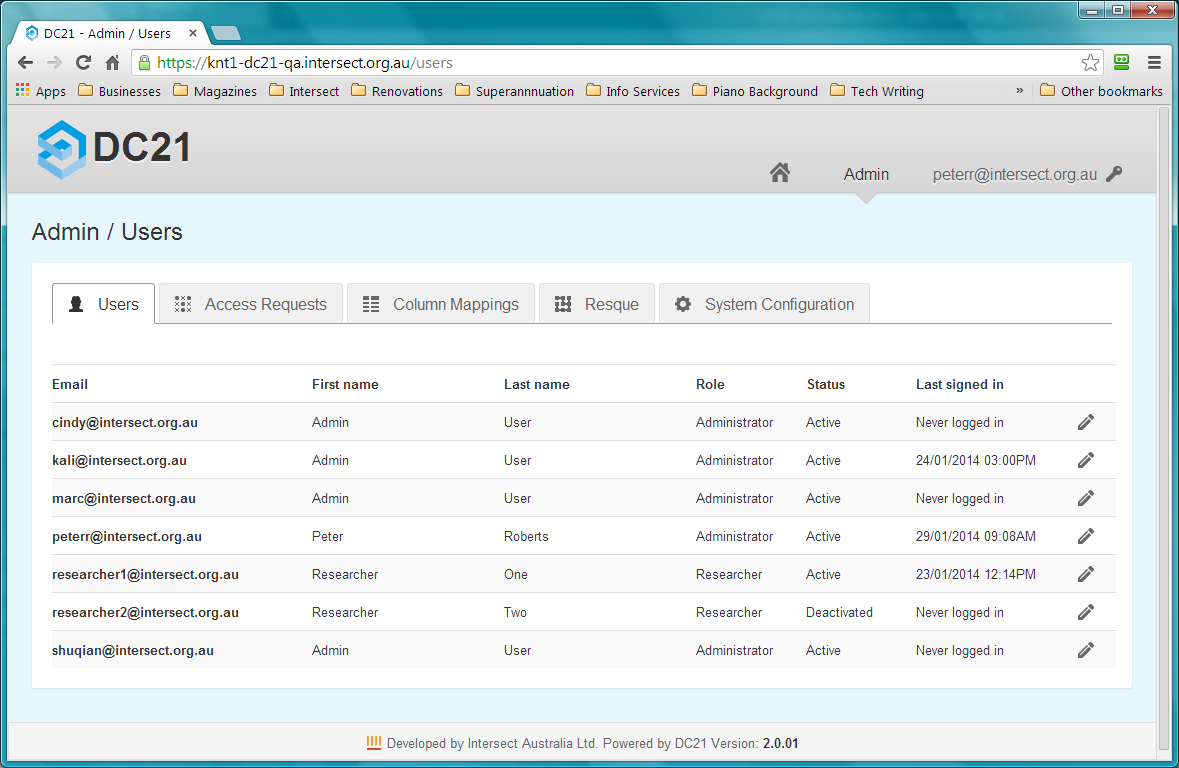 DC21 - Admin / Users
https://knt1-dc21-qa.intersect.org.au/users
Apps Businesses Magazines Intersect Renovations Superannnuation Info Services Piano Background Tech Writing » Other bookmarks
DC21
Admin peterr@intersect.org.au
Admin / Users
Users Access Requests Column Mappings Resque System Configuration
Email First name Last name Role Status Last signed in
cindy@intersect.org.au Admin User Administrator Active Never logged in
kali@intersect.org.au Admin User Administrator Active 24/01/2014 03:00PM
marc@intersect.org.au Admin User Administrator Active Never logged in
peterr@intersect.org.au Peter Roberts Administrator Active 29/01/2014 09:08AM
researcher1@intersect.org.au Researcher One Researcher Active 23/01/2014 12:14PM
researcher2@intersect.org.au Researcher Two Researcher Deactivated Never logged in
shuqian@intersect.org.au Admin User Administrator Active Never logged in
Developed by Intersect Australia Ltd. Powered by DC21 Version: 2.0.01